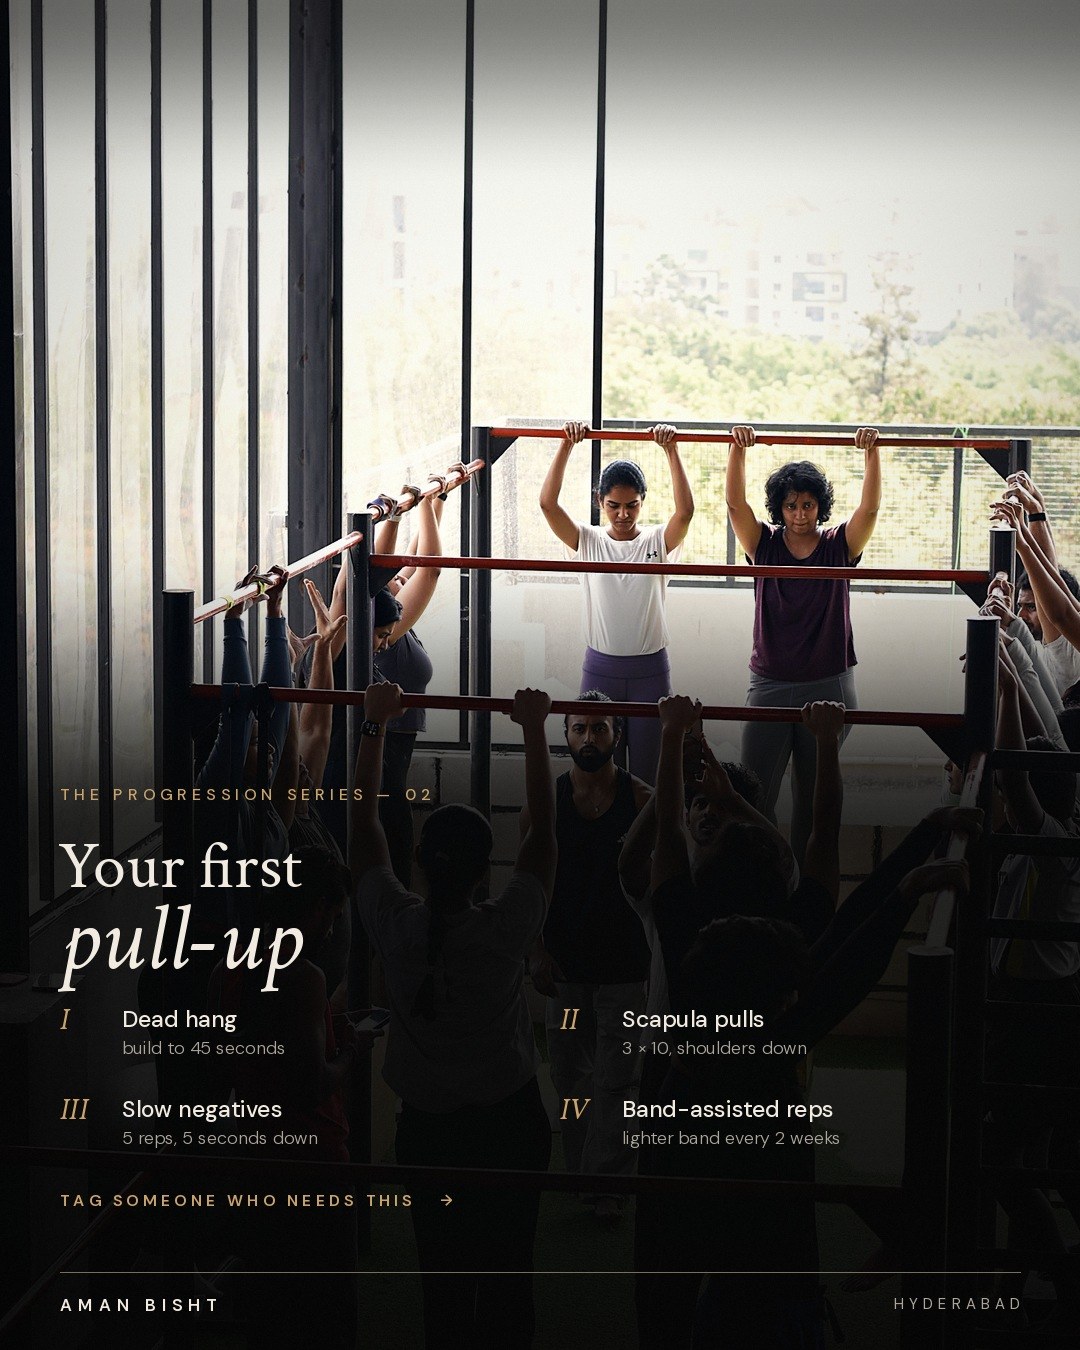 THE PROGRESSION SERIES — 02
Your first
pull-up
I Dead hang
build to 45 seconds
II Scapula pulls
3 × 10, shoulders down
III Slow negatives
5 reps, 5 seconds down
IV Band-assisted reps
lighter band every 2 weeks
TAG SOMEONE WHO NEEDS THIS →
AMAN BISHT
HYDERABAD